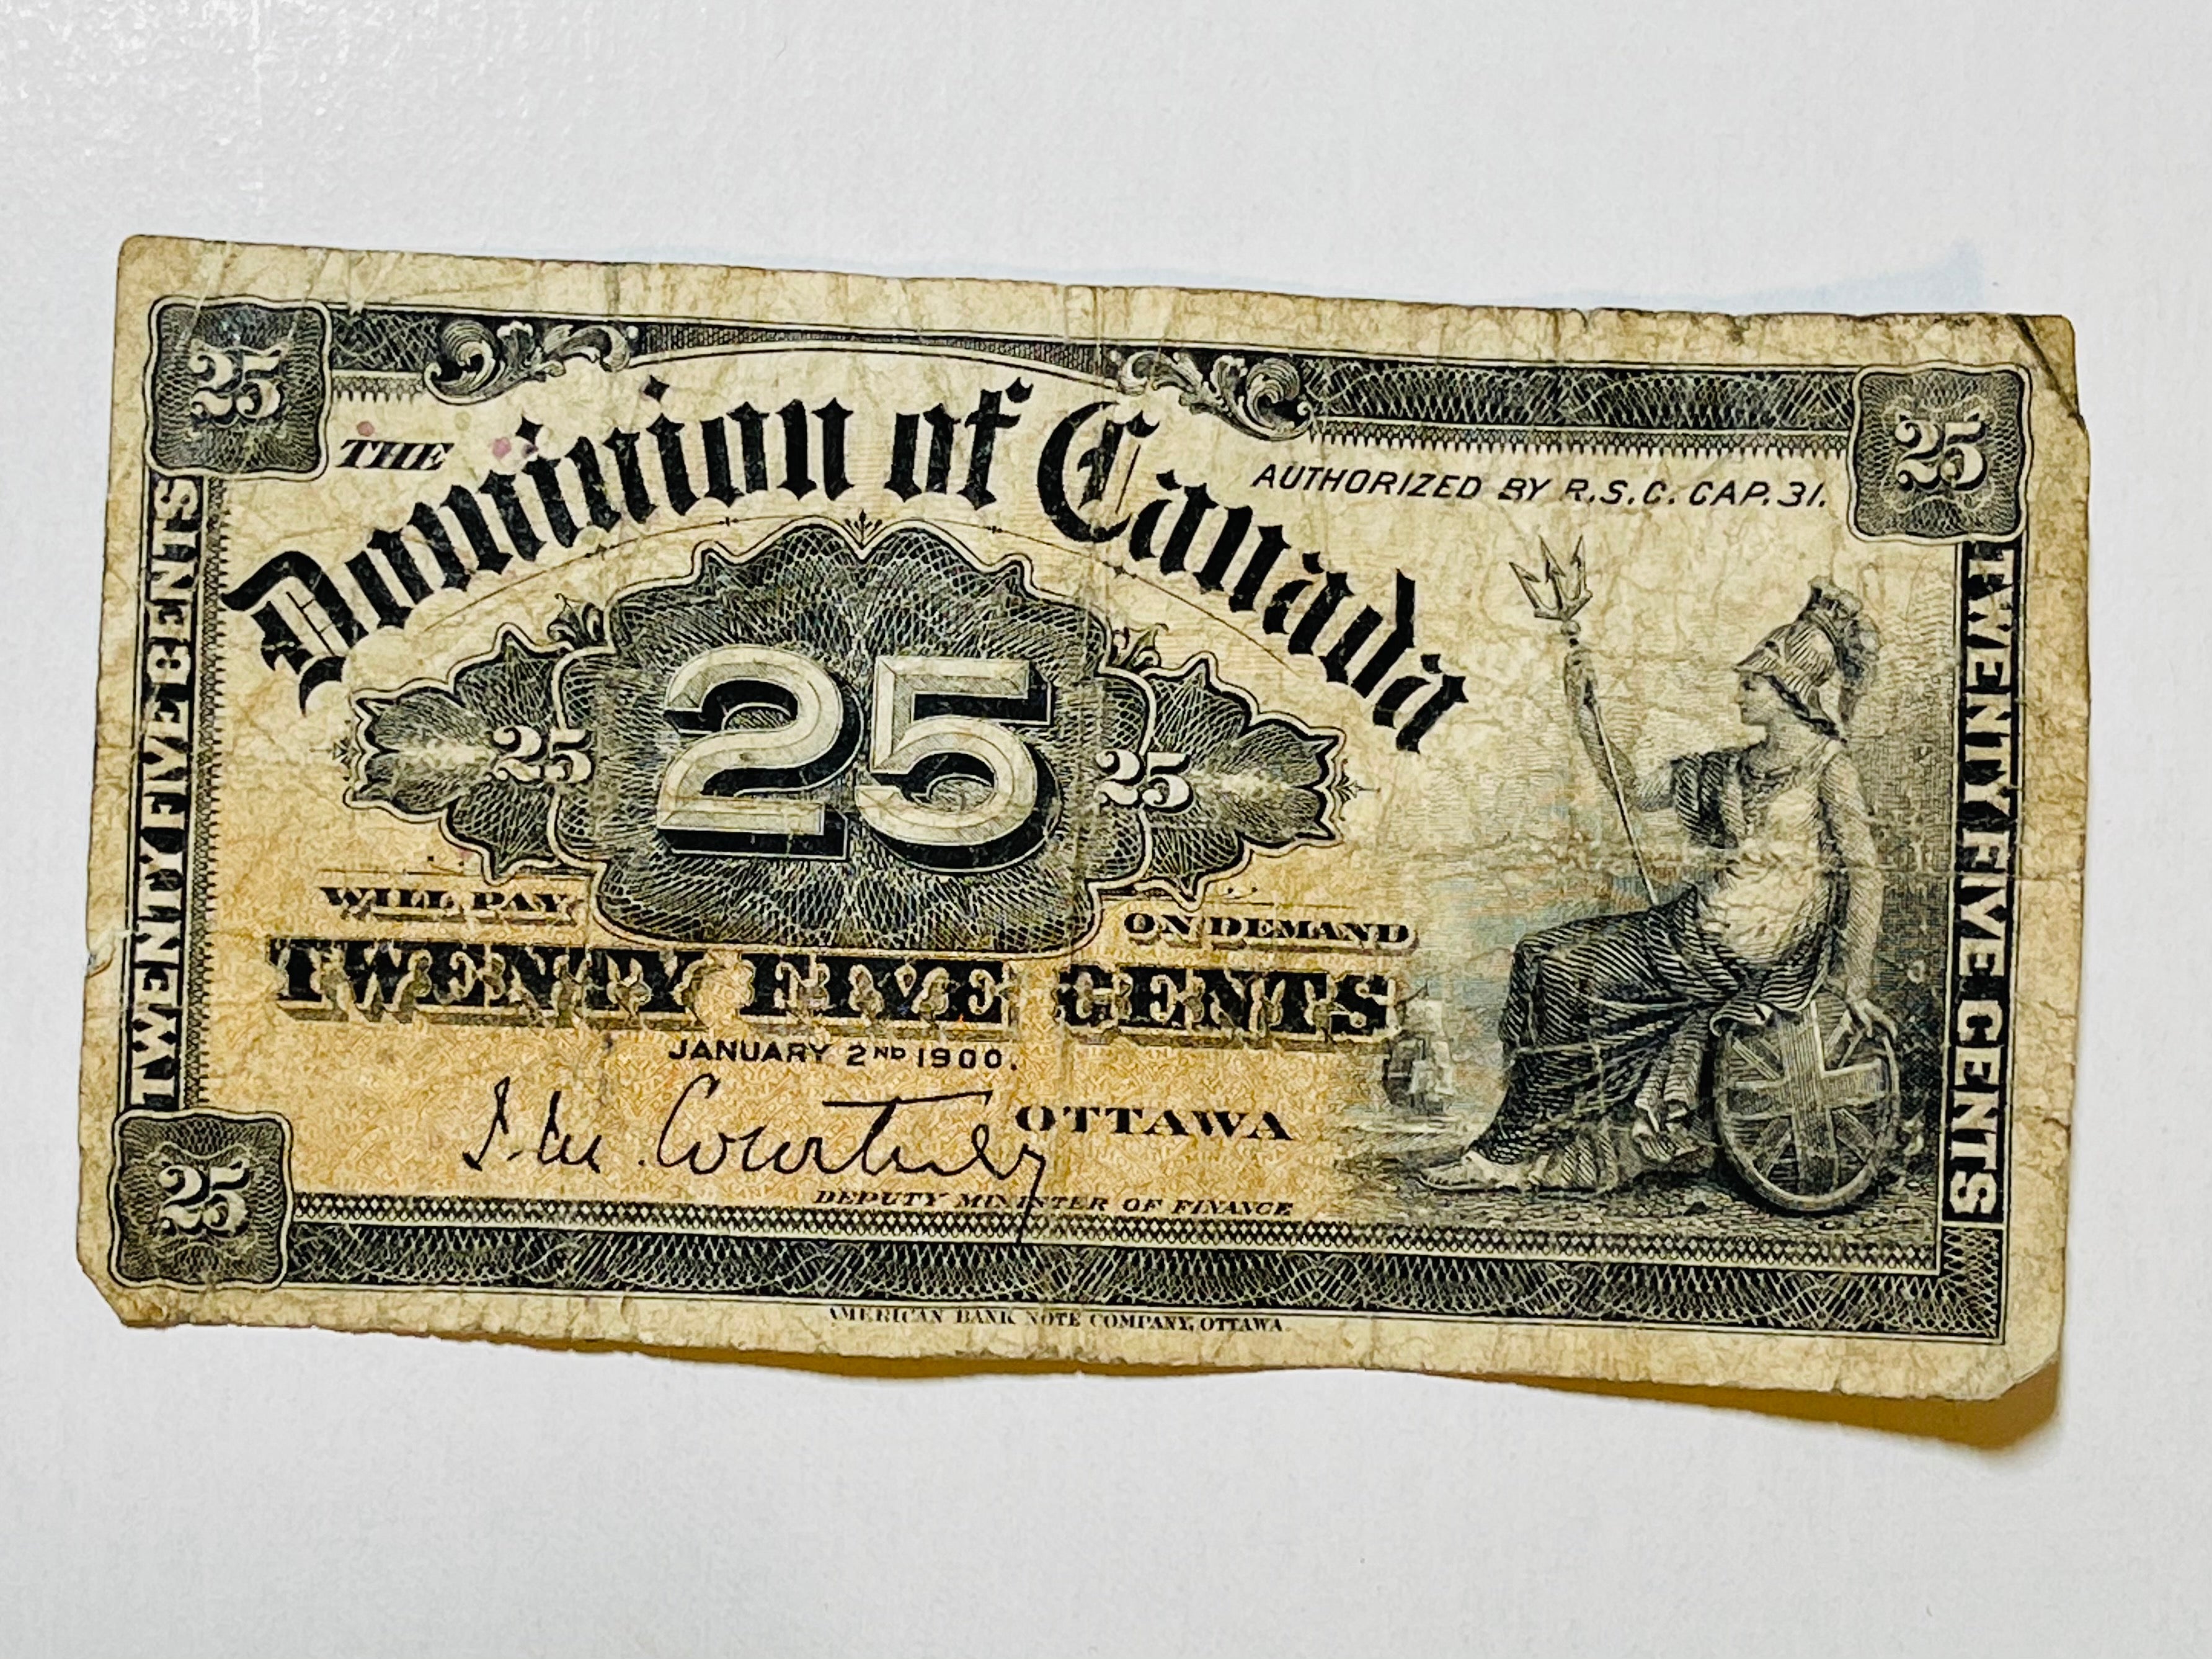 25
25
THE
Dominion of Canada
AUTHORIZED BY R.S.C. CAP. 31.
TWENTY FIVE CENTS
TWENTY FIVE CENTS
25
25
25
WILL PAY
ON DEMAND
TWENTY FIVE CENTS
JANUARY 2ND 1900.
J. M. Courtney
OTTAWA
DEPUTY MINISTER OF FINANCE
25
AMERICAN BANK NOTE COMPANY, OTTAWA.